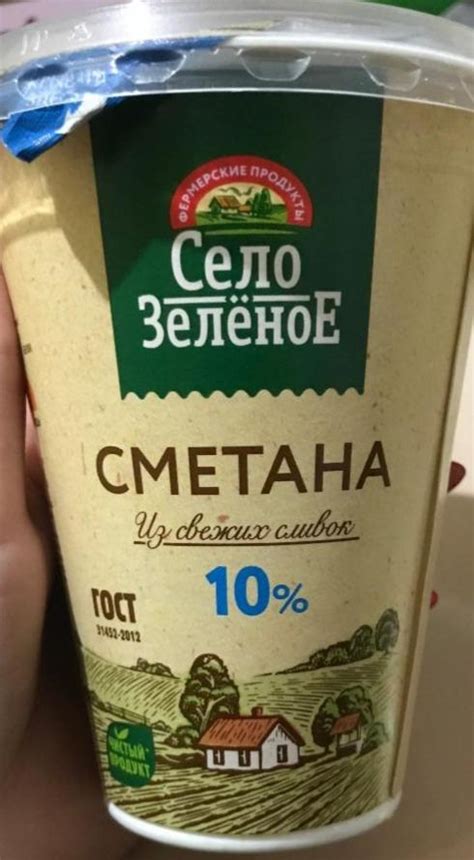 ФЕРМЕРСКИЕ ПРОДУКТЫ
Село
Зелёное
СМЕТАНА
Из свежих сливок
10%
ГОСТ
31452-2012
ЧИСТЫЙ
ПРОДУКТ